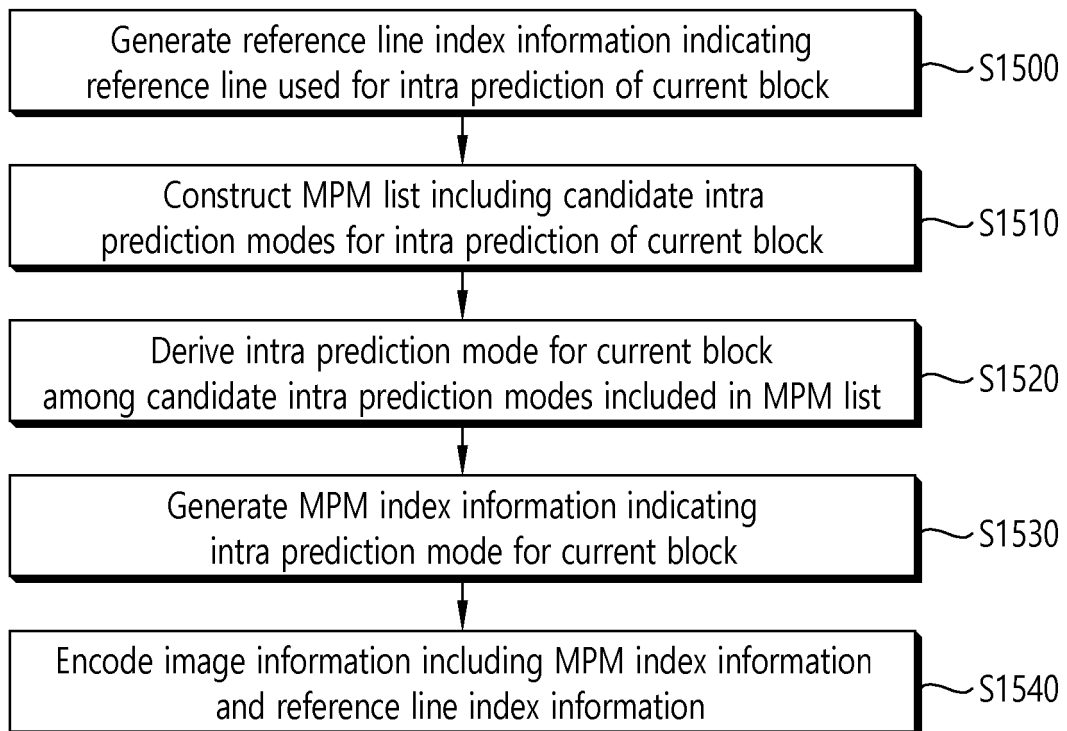 Generate reference line index information indicating
reference line used for intra prediction of current block
S1500
Construct MPM list including candidate intra
prediction modes for intra prediction of current block
S1510
Derive intra prediction mode for current block
among candidate intra prediction modes included in MPM list
S1520
Generate MPM index information indicating
intra prediction mode for current block
S1530
Encode image information including MPM index information
and reference line index information
S1540